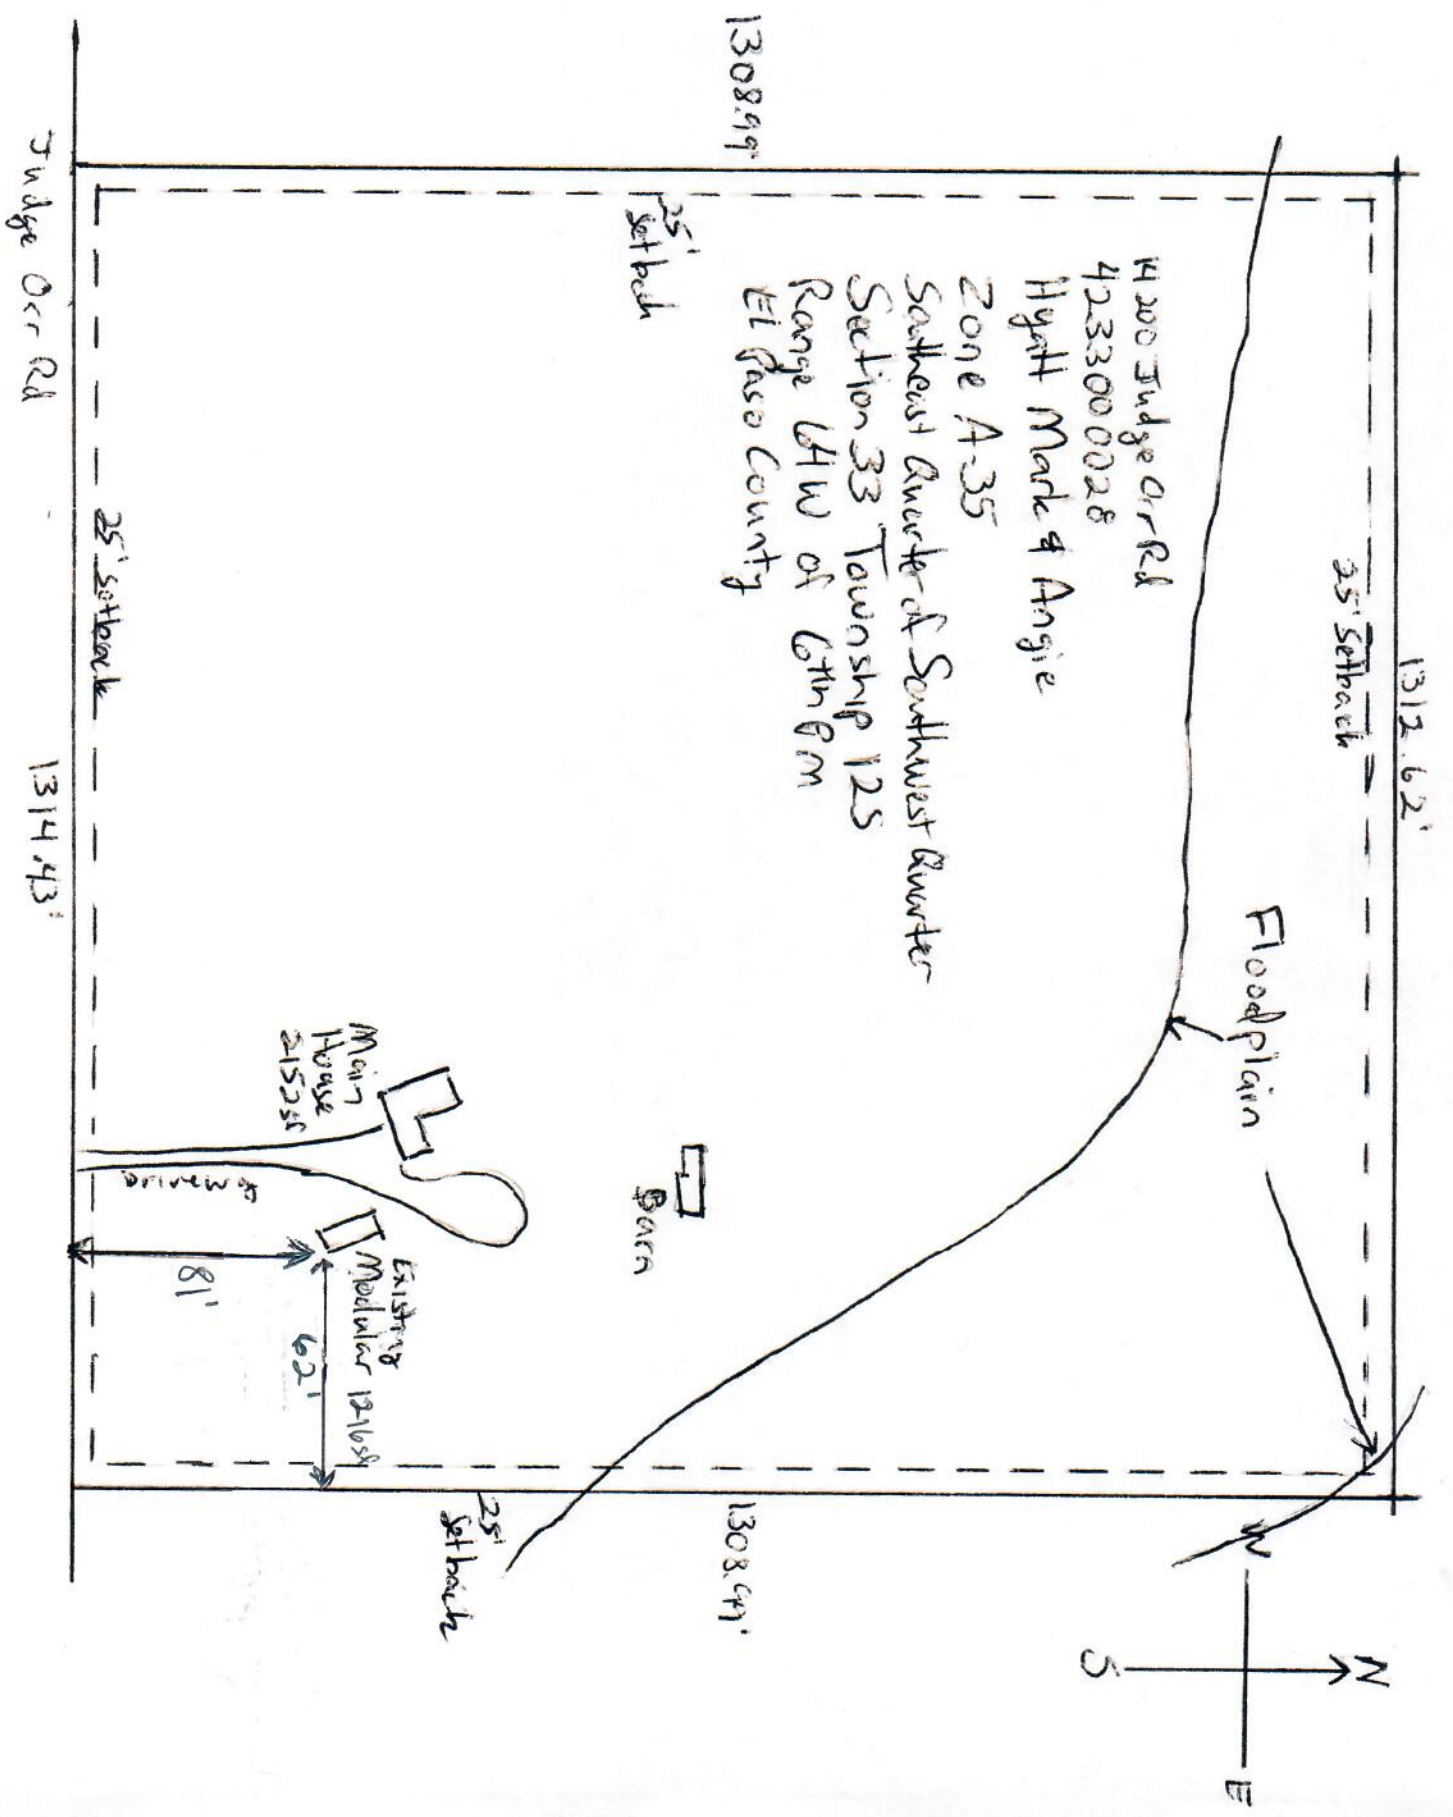 1312.62'
25' Setback
Floodplain
N
W
E
S
14200 Judge Orr Rd
4233000028
Hyatt Mark & Angie
Zone A-35
Southeast Quarter of Southwest Quarter
Section 33 Township 12S
Range 64W of 6th Pm
El Paso County
1308.99'
1308.99'
25'
Setback
Barn
25'
Setback
Existing
Modular 1216sf
Main
House
2152sf
62'
81'
Driveway
25' setback
1314.43'
Judge Orr Rd